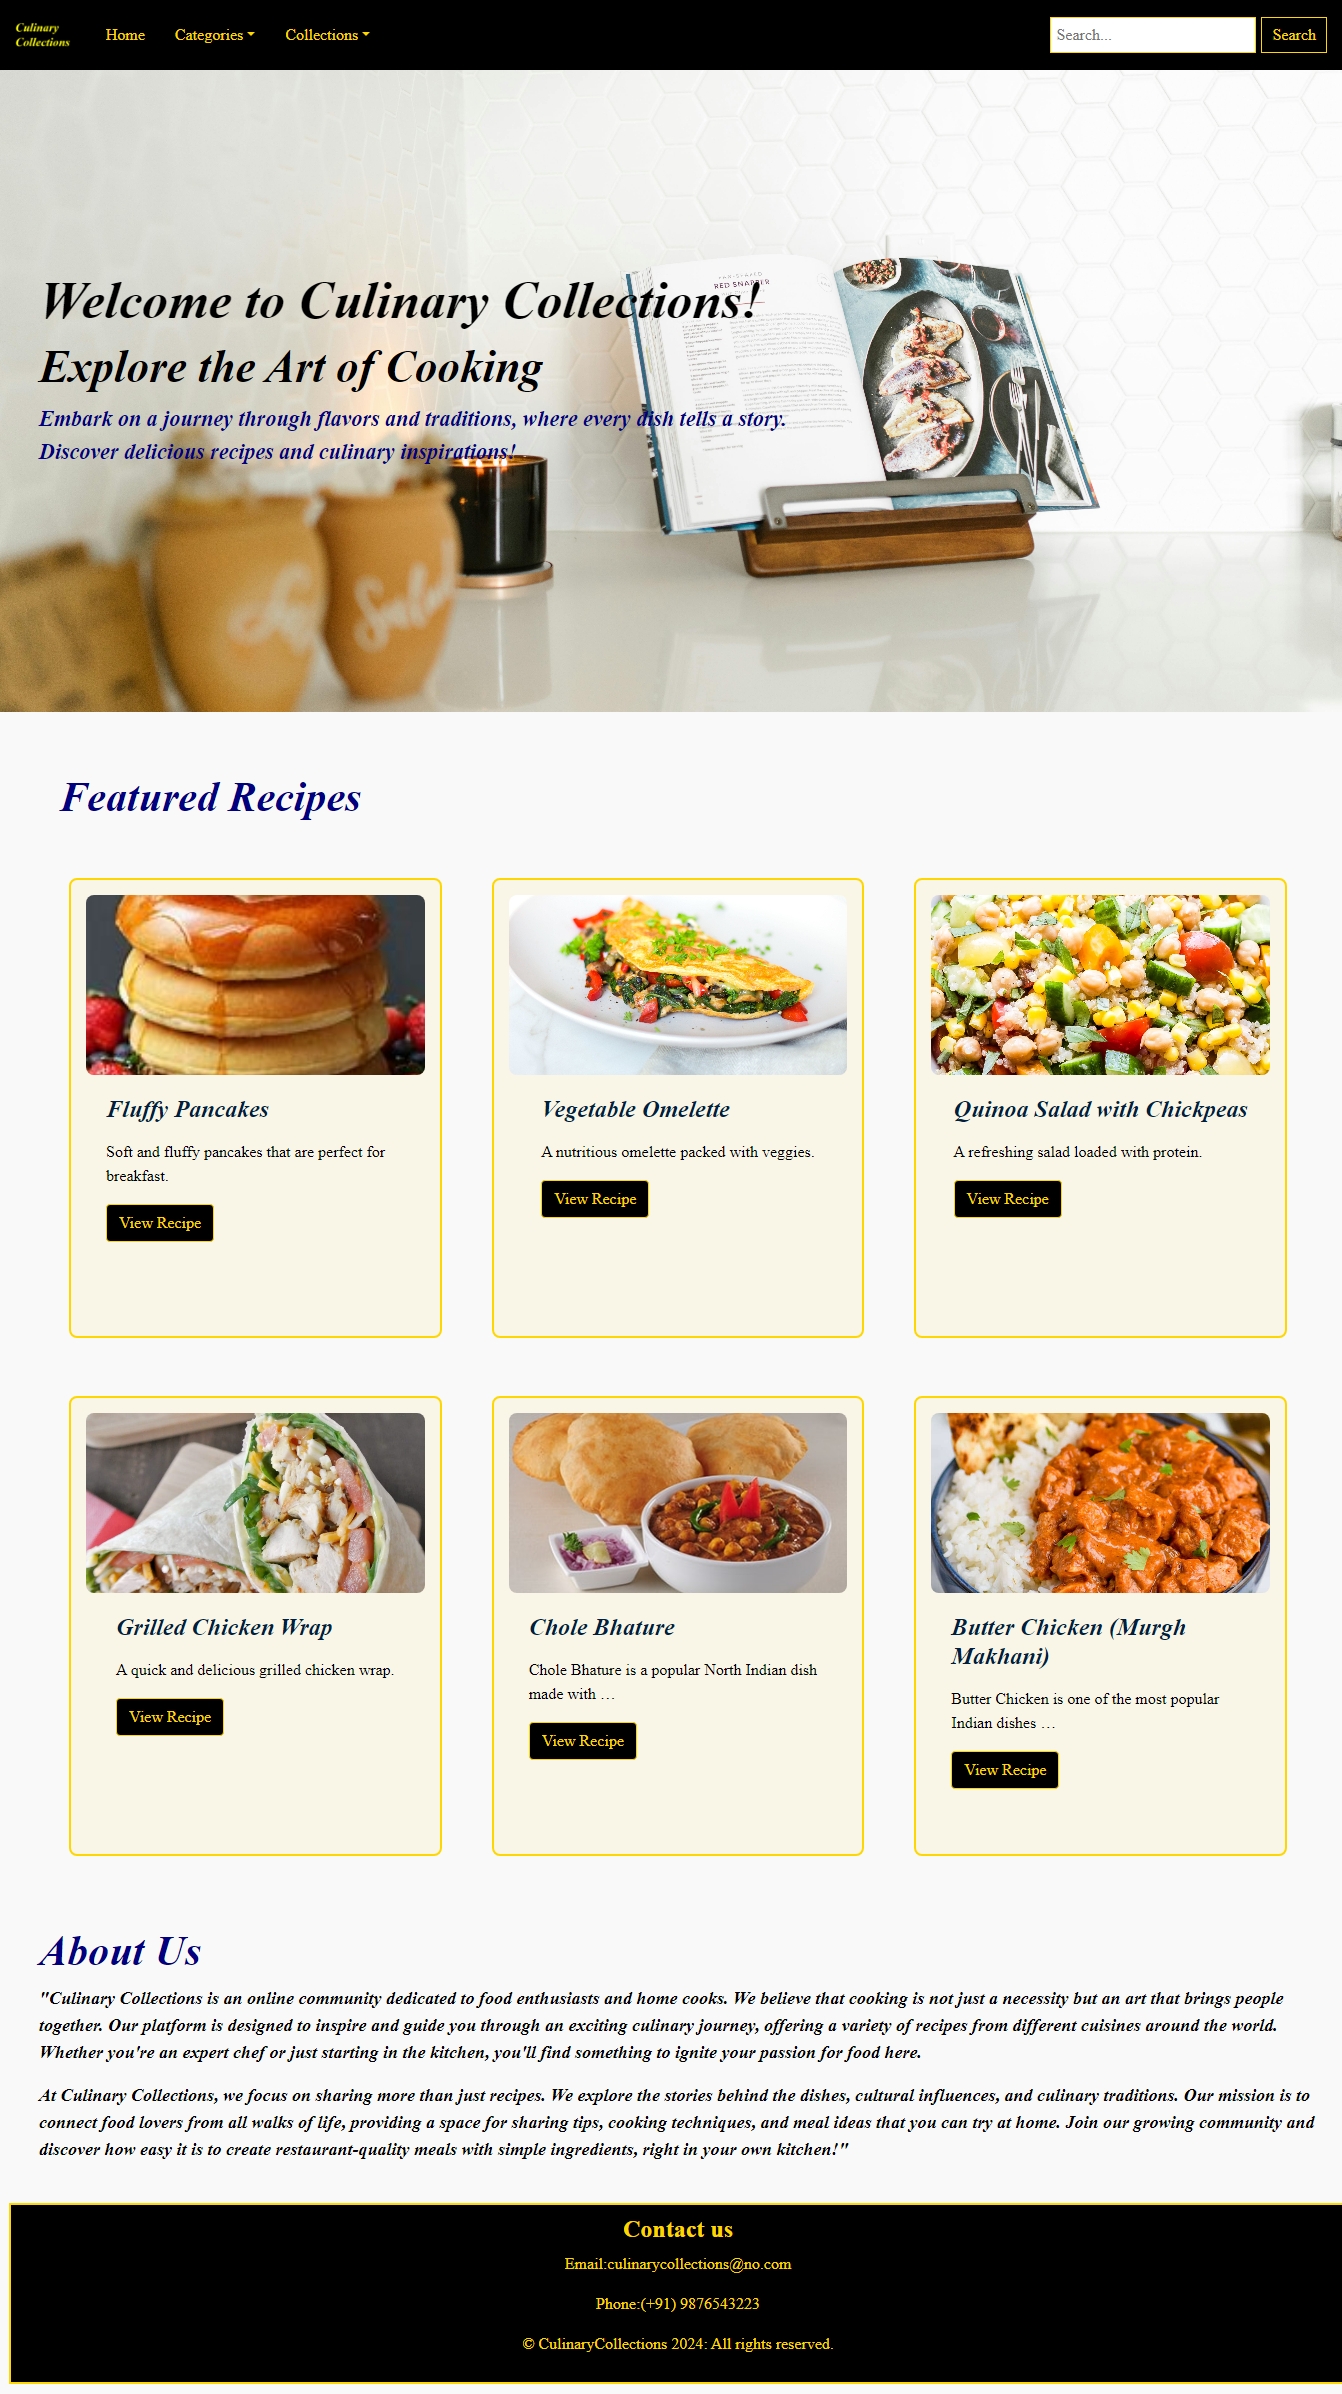 Culinary
Collections
Home
Categories
Collections
Search...
Search
PAN-SEARED
RED SNAPPER
Welcome to Culinary Collections!
Explore the Art of Cooking
Embark on a journey through flavors and traditions, where every dish tells a story.
Discover delicious recipes and culinary inspirations!
Featured Recipes
Fluffy Pancakes
Soft and fluffy pancakes that are perfect for
breakfast.
View Recipe
Vegetable Omelette
A nutritious omelette packed with veggies.
View Recipe
Quinoa Salad with Chickpeas
A refreshing salad loaded with protein.
View Recipe
Grilled Chicken Wrap
A quick and delicious grilled chicken wrap.
View Recipe
Chole Bhature
Chole Bhature is a popular North Indian dish
made with …
View Recipe
Butter Chicken (Murgh
Makhani)
Butter Chicken is one of the most popular
Indian dishes …
View Recipe
About Us
"Culinary Collections is an online community dedicated to food enthusiasts and home cooks. We believe that cooking is not just a necessity but an art that brings people
together. Our platform is designed to inspire and guide you through an exciting culinary journey, offering a variety of recipes from different cuisines around the world.
Whether you're an expert chef or just starting in the kitchen, you'll find something to ignite your passion for food here.
At Culinary Collections, we focus on sharing more than just recipes. We explore the stories behind the dishes, cultural influences, and culinary traditions. Our mission is to
connect food lovers from all walks of life, providing a space for sharing tips, cooking techniques, and meal ideas that you can try at home. Join our growing community and
discover how easy it is to create restaurant-quality meals with simple ingredients, right in your own kitchen!"
Contact us
Email:culinarycollections@no.com
Phone:(+91) 9876543223
© CulinaryCollections 2024: All rights reserved.